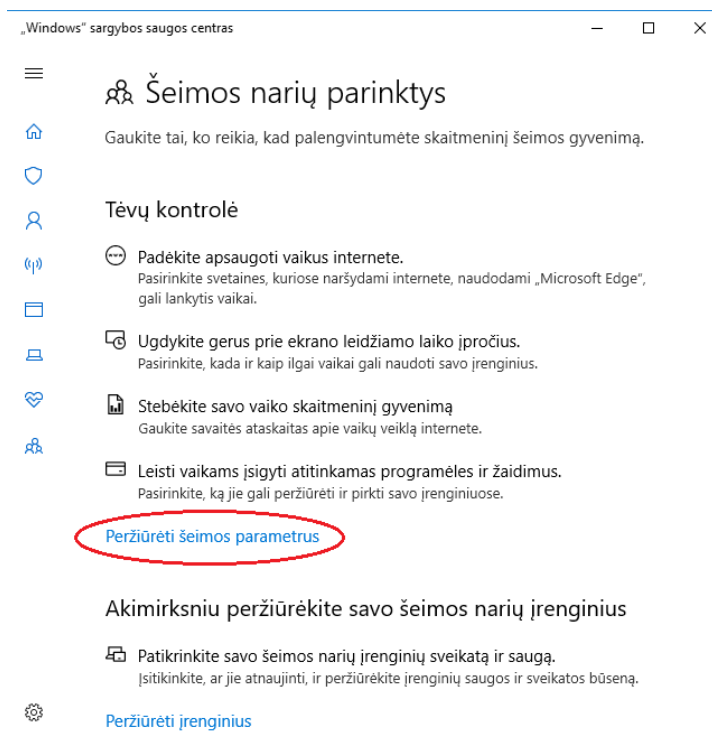 „Windows“ sargybos saugos centras
Šeimos narių parinktys
Gaukite tai, ko reikia, kad palengvintumėte skaitmeninį šeimos gyvenimą.
Tėvų kontrolė
Padėkite apsaugoti vaikus internete.
Pasirinkite svetaines, kuriose naršydami internete, naudodami „Microsoft Edge“,
gali lankytis vaikai.
Ugdykite gerus prie ekrano leidžiamo laiko įpročius.
Pasirinkite, kada ir kaip ilgai vaikai gali naudoti savo įrenginius.
Stebėkite savo vaiko skaitmeninį gyvenimą
Gaukite savaitės ataskaitas apie vaikų veiklą internete.
Leisti vaikams įsigyti atitinkamas programėles ir žaidimus.
Pasirinkite, ką jie gali peržiūrėti ir pirkti savo įrenginiuose.
Peržiūrėti šeimos parametrus
Akimirksniu peržiūrėkite savo šeimos narių įrenginius
Patikrinkite savo šeimos narių įrenginių sveikatą ir saugą.
Įsitikinkite, ar jie atnaujinti, ir peržiūrėkite įrenginių saugos ir sveikatos būseną.
Peržiūrėti įrenginius